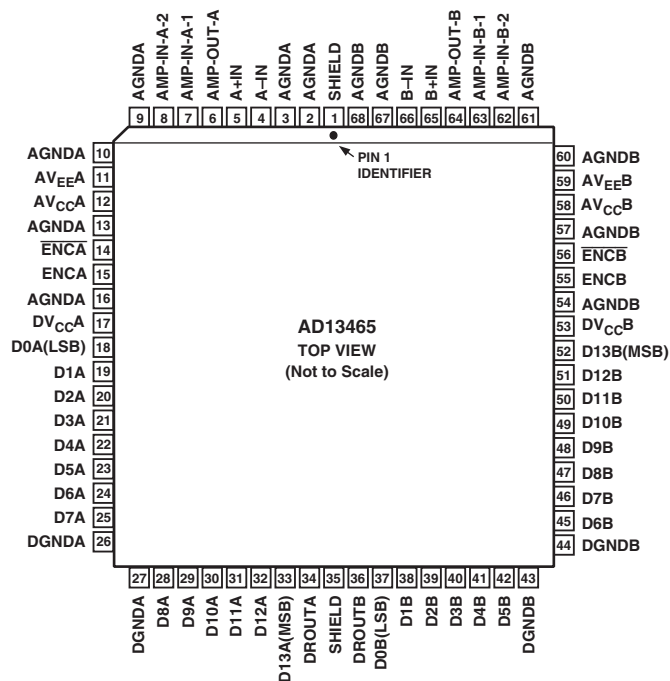 AGNDA
AMP-IN-A-2
AMP-IN-A-1
AMP-OUT-A
A+IN
A–IN
AGNDA
AGNDA
SHIELD
AGNDB
AGNDB
B–IN
B+IN
AMP-OUT-B
AMP-IN-B-1
AMP-IN-B-2
AGNDB
9 8 7 6 5 4 3 2 1 68 67 66 65 64 63 62 61
PIN 1
IDENTIFIER
AGNDA 10
AVEEA 11
AVCCA 12
AGNDA 13
ENCA 14
ENCA 15
AGNDA 16
DVCCA 17
D0A(LSB) 18
D1A 19
D2A 20
D3A 21
D4A 22
D5A 23
D6A 24
D7A 25
DGNDA 26
AD13465
TOP VIEW
(Not to Scale)
60 AGNDB
59 AVEEB
58 AVCCB
57 AGNDB
56 ENCB
55 ENCB
54 AGNDB
53 DVCCB
52 D13B(MSB)
51 D12B
50 D11B
49 D10B
48 D9B
47 D8B
46 D7B
45 D6B
44 DGNDB
27 28 29 30 31 32 33 34 35 36 37 38 39 40 41 42 43
DGNDA
D8A
D9A
D10A
D11A
D12A
D13A(MSB)
DROUTA
SHIELD
DROUTB
D0B(LSB)
D1B
D2B
D3B
D4B
D5B
DGNDB